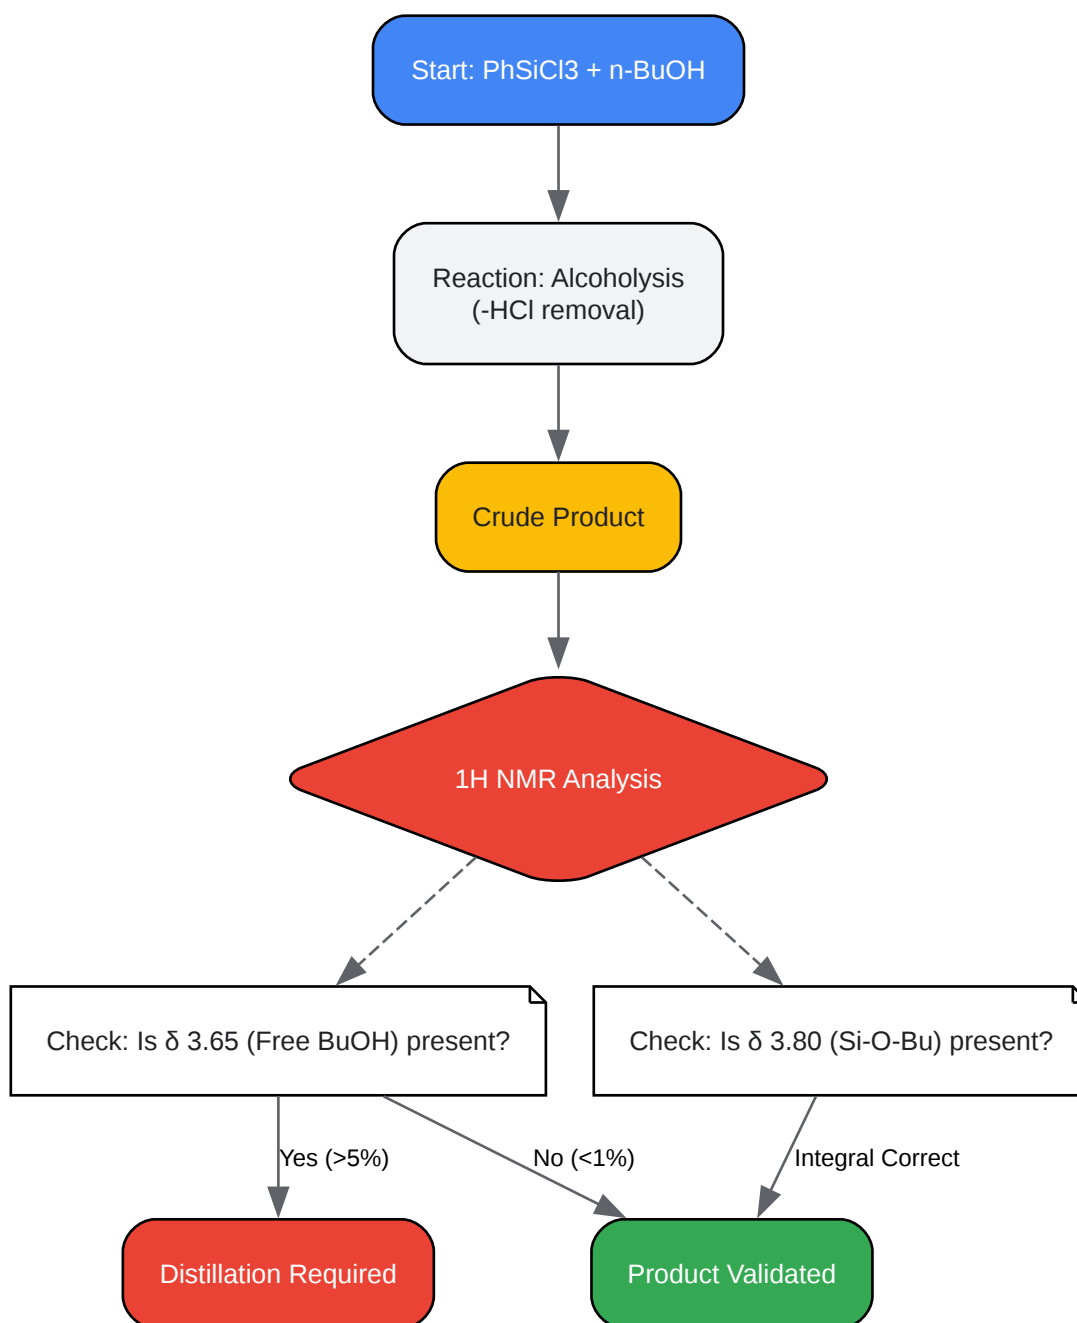 Start: PhSiCl3 + n-BuOH
Reaction: Alcoholysis
(-HCl removal)
Crude Product
1H NMR Analysis
Check: Is δ 3.65 (Free BuOH) present?
Check: Is δ 3.80 (Si-O-Bu) present?
Yes (>5%)
No (<1%)
Integral Correct
Distillation Required
Product Validated